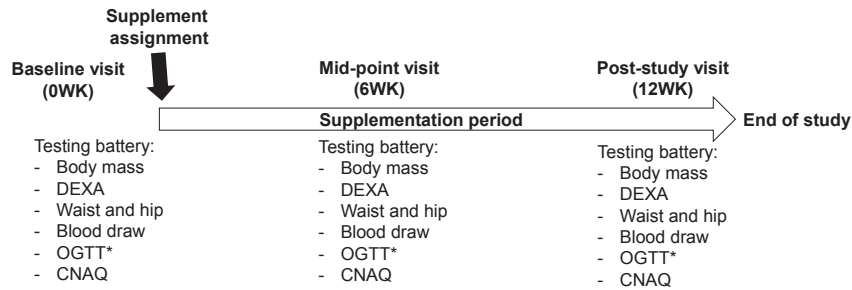 Supplement
assignment
Baseline visit
(0WK)
Mid-point visit
(6WK)
Post-study visit
(12WK)
Supplementation period
End of study
Testing battery:
- Body mass
- DEXA
- Waist and hip
- Blood draw
- OGTT*
- CNAQ
Testing battery:
- Body mass
- DEXA
- Waist and hip
- Blood draw
- OGTT*
- CNAQ
Testing battery:
- Body mass
- DEXA
- Waist and hip
- Blood draw
- OGTT*
- CNAQ